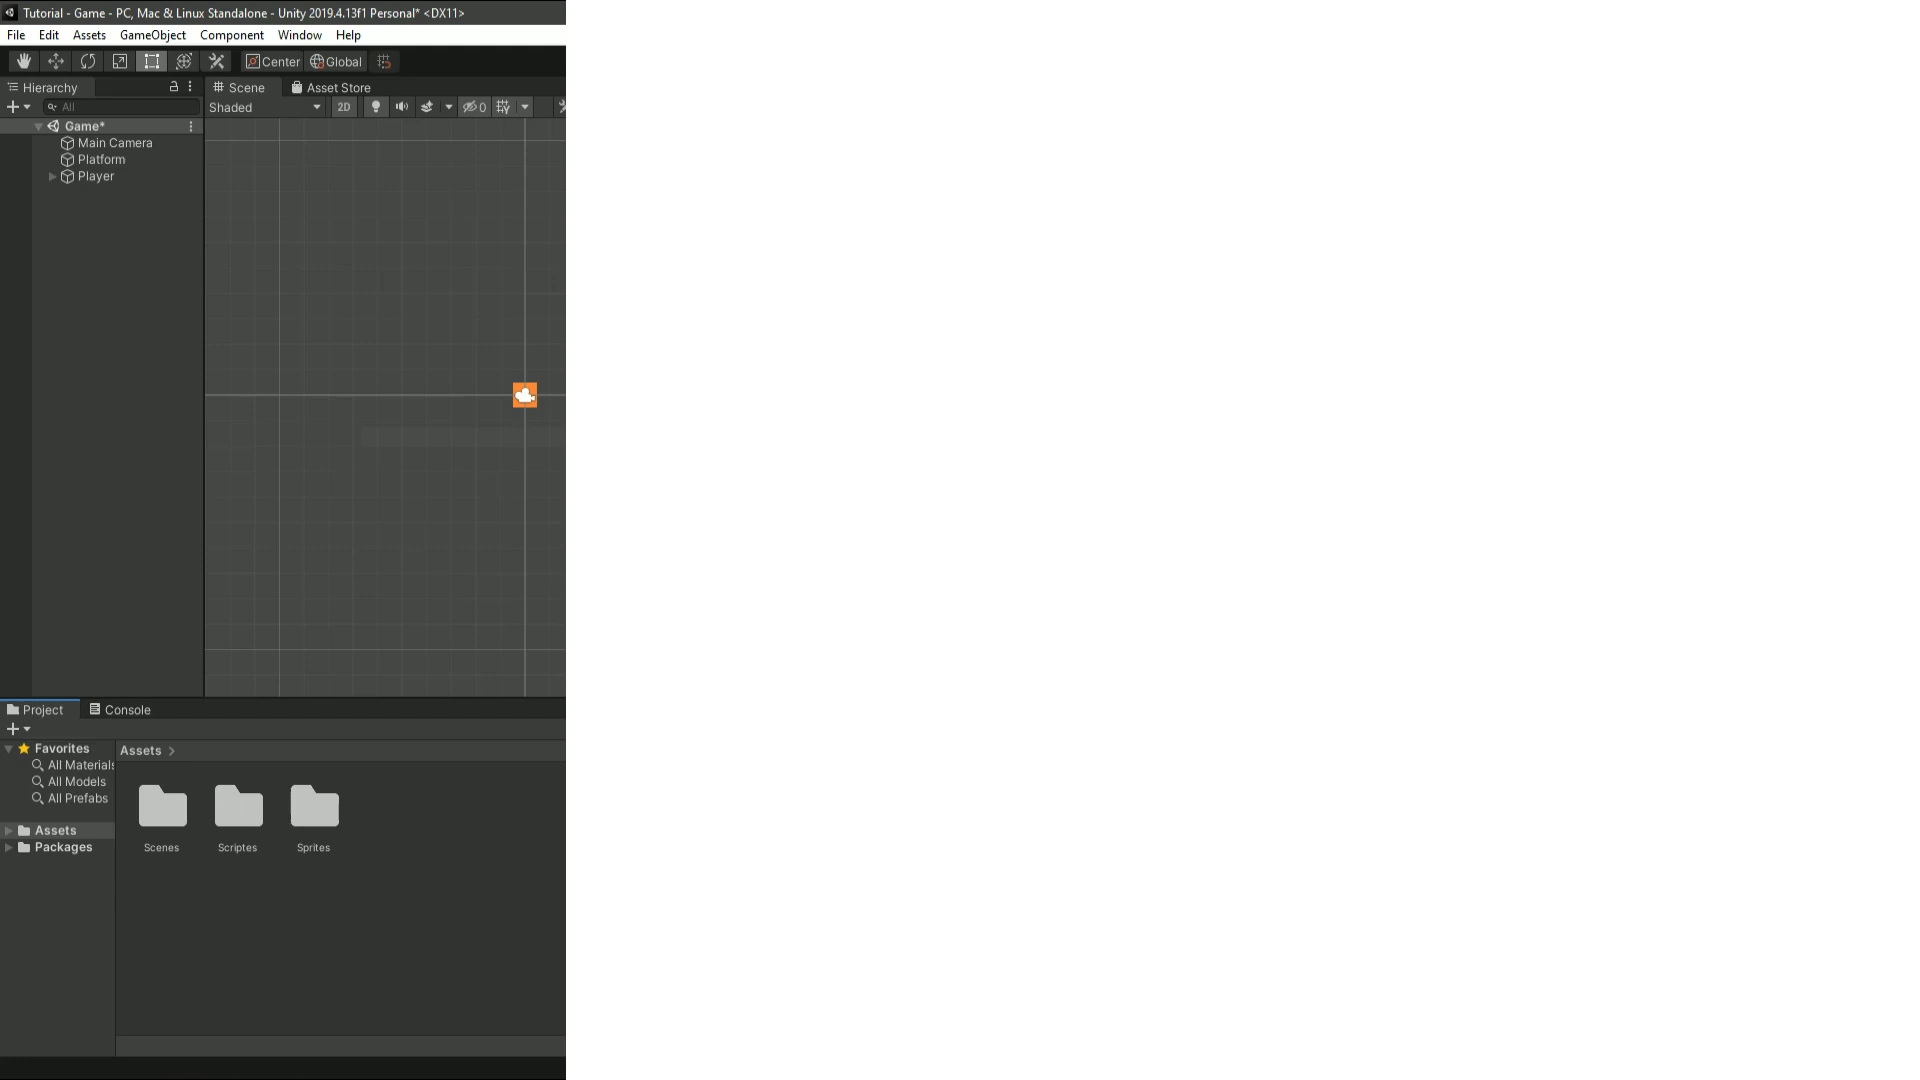 Tutorial - Game - PC, Mac & Linux Standalone - Unity 2019.4.13f1 Personal* <DX11>
File Edit Assets GameObject Component Window Help
Center Global
Hierarchy
Scene Asset Store
All
Shaded 2D 0
Game*
Main Camera
Platform
Player
Project Console
Favorites
All Materials
All Models
All Prefabs
Assets
Packages
Assets >
Scenes Scriptes Sprites